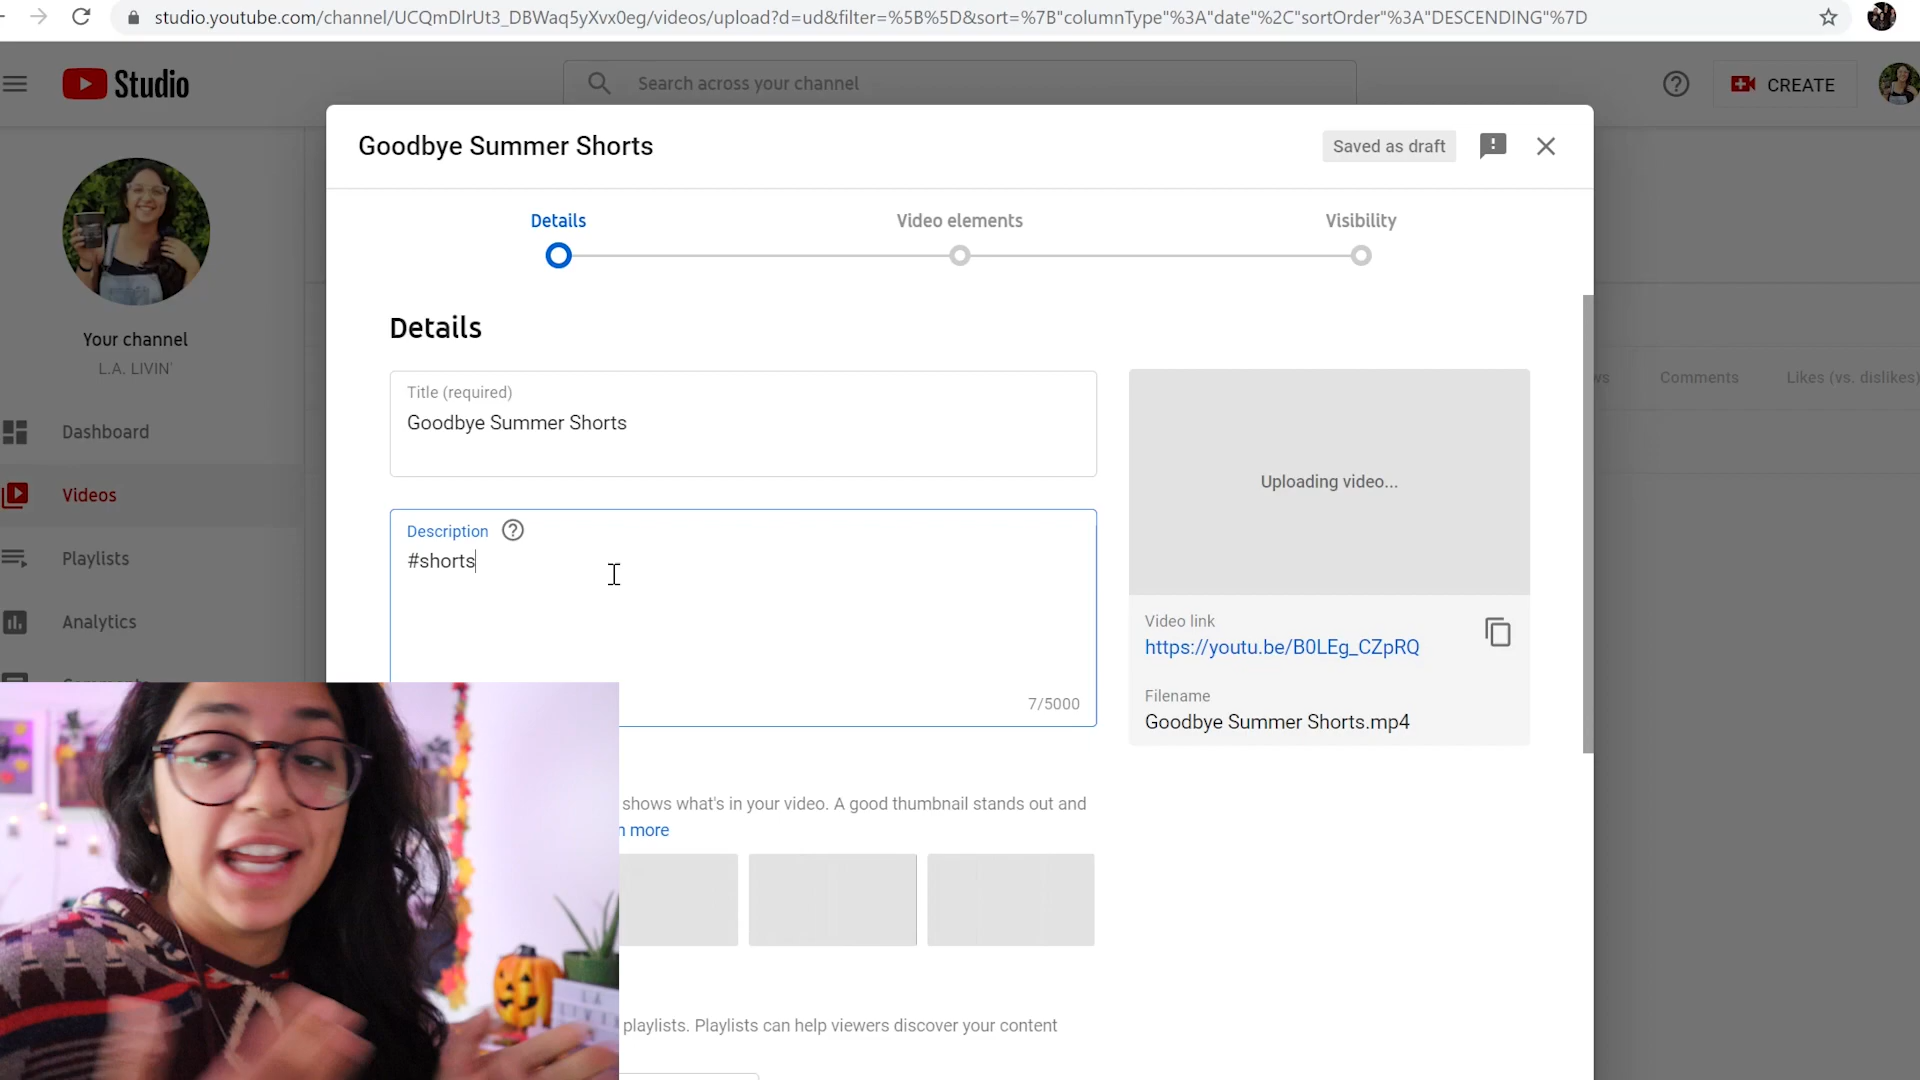 studio.youtube.com/channel/UCQmDlrUt3_DBWaq5yXvx0eg/videos/upload?d=ud&filter=%5B%5D&sort=%7B"columnType"%3A"date"%2C"sortOrder"%3A"DESCENDING"%7D
Studio
Search across your channel
CREATE
Goodbye Summer Shorts
Saved as draft
Details
Video elements
Visibility
Your channel
L.A. LIVIN'
Dashboard
Videos
Playlists
Analytics
Details
Title (required)
Goodbye Summer Shorts
Description
#shorts
7/5000
Uploading video...
Video link
https://youtu.be/B0LEg_CZpRQ
Filename
Goodbye Summer Shorts.mp4
Comments
Likes (vs. dislikes)
shows what's in your video. A good thumbnail stands out and
more
playlists. Playlists can help viewers discover your content
LA